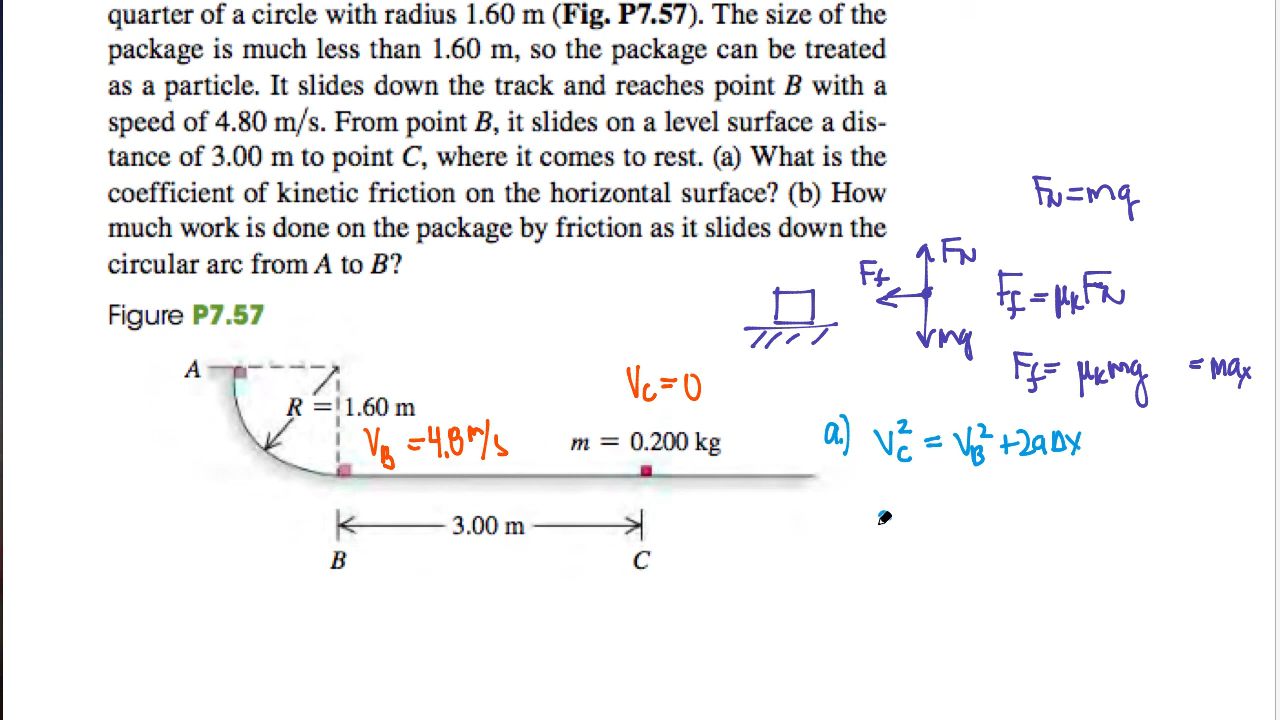 quarter of a circle with radius 1.60 m (Fig. P7.57). The size of the
package is much less than 1.60 m, so the package can be treated
as a particle. It slides down the track and reaches point B with a
speed of 4.80 m/s. From point B, it slides on a level surface a dis-
tance of 3.00 m to point C, where it comes to rest. (a) What is the
coefficient of kinetic friction on the horizontal surface? (b) How
much work is done on the package by friction as it slides down the
circular arc from A to B?
Figure P7.57
A
R = 1.60 m
V_B = 4.8 m/s
V_C = 0
m = 0.200 kg
3.00 m
B
C
F_N = mg
F_N
F_f
mg
F_f = μ_k F_N
F_f = μ_k mg = ma_x
a.) V_C² = V_B² + 2aΔx